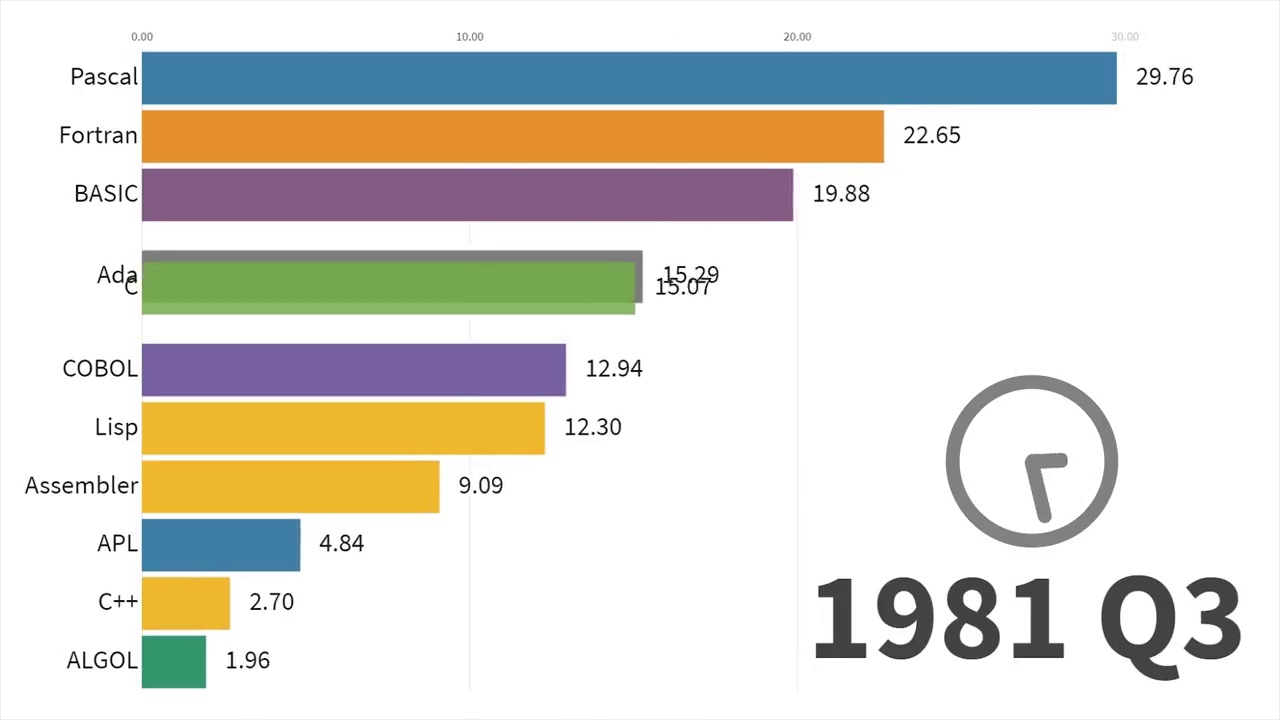 0.00 10.00 20.00 30.00
Pascal 29.76
Fortran 22.65
BASIC 19.88
Ada 15.29
C 15.07
COBOL 12.94
Lisp 12.30
Assembler 9.09
APL 4.84
C++ 2.70
ALGOL 1.96
1981 Q3